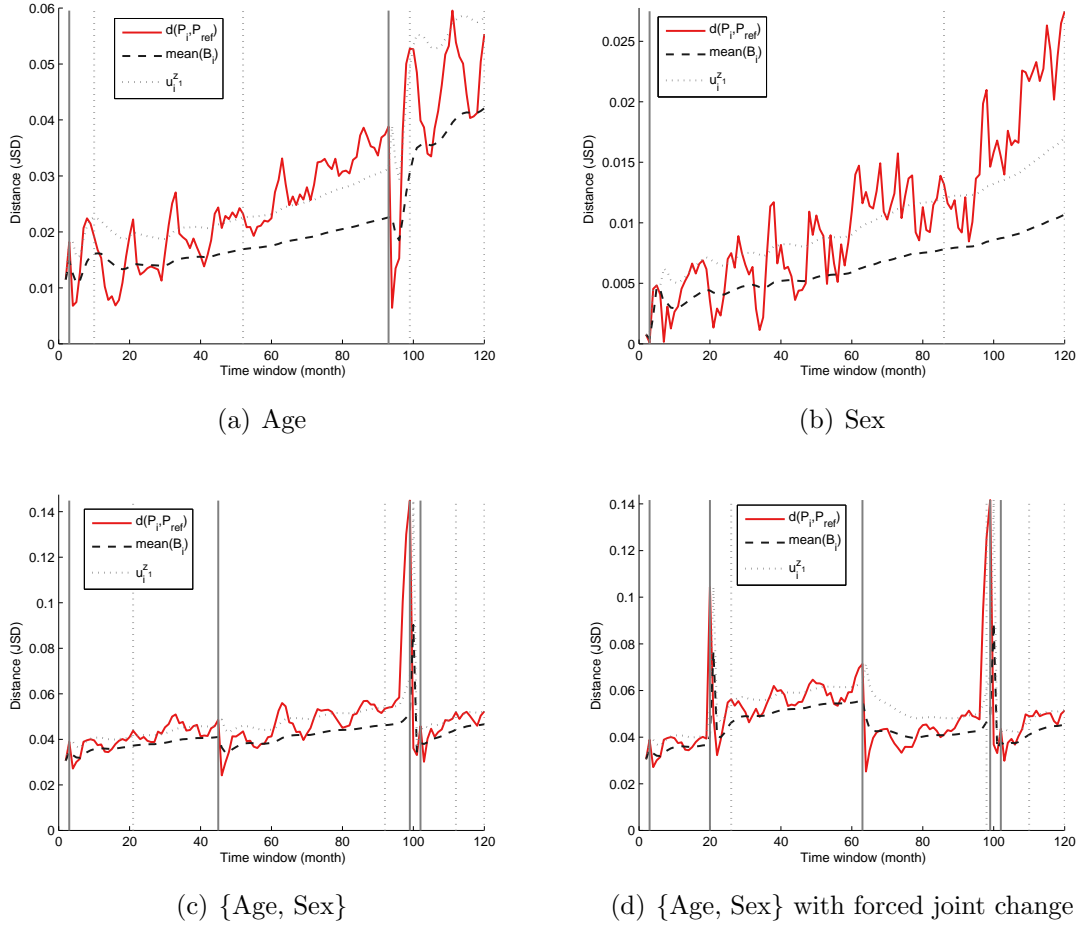 0.06
0.05
0.04
0.03
0.02
0.01
0
Distance (JSD)
d(P_i,P_ref)
mean(B_i)
u_i^z_1
0 20 40 60 80 100 120
Time window (month)
(a) Age
0.025
0.02
0.015
0.01
0.005
0
Distance (JSD)
d(P_i,P_ref)
mean(B_i)
u_i^z_1
0 20 40 60 80 100 120
Time window (month)
(b) Sex
0.14
0.12
0.1
0.08
0.06
0.04
0.02
0
Distance (JSD)
d(P_i,P_ref)
mean(B_i)
u_i^z_1
0 20 40 60 80 100 120
Time window (month)
(c) {Age, Sex}
0.14
0.12
0.1
0.08
0.06
0.04
0.02
0
Distance (JSD)
d(P_i,P_ref)
mean(B_i)
u_i^z_1
0 20 40 60 80 100 120
Time window (month)
(d) {Age, Sex} with forced joint change